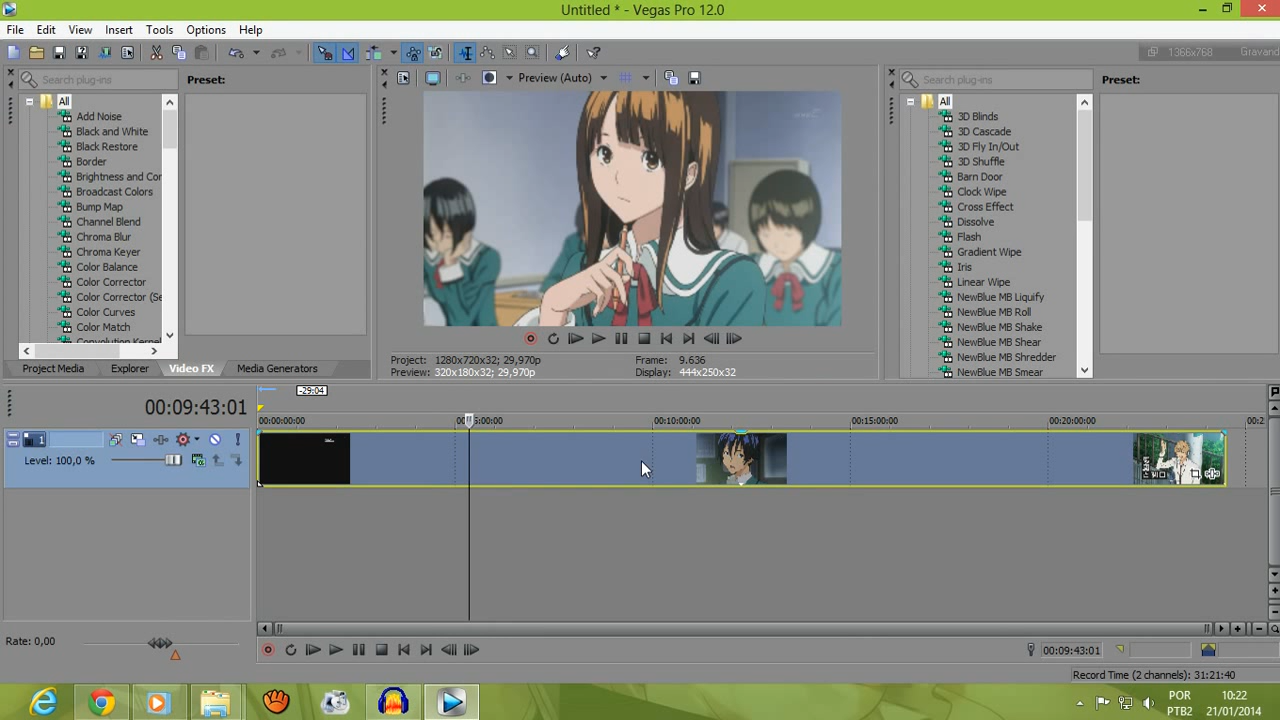 Untitled * - Vegas Pro 12.0
File Edit View Insert Tools Options Help
Preview (Auto)
1366x768 Gravand
Search plug-ins
Preset:
All
Add Noise
Black and White
Black Restore
Border
Brightness and Cor
Broadcast Colors
Bump Map
Channel Blend
Chroma Blur
Chroma Keyer
Color Balance
Color Corrector
Color Corrector (Se
Color Curves
Color Match
Convolution Kernel
Project Media Explorer Video FX Media Generators
Project: 1280x720x32; 29,970p
Preview: 320x180x32; 29,970p
Frame: 9.636
Display: 444x250x32
Search plug-ins
Preset:
All
3D Blinds
3D Cascade
3D Fly In/Out
3D Shuffle
Barn Door
Clock Wipe
Cross Effect
Dissolve
Flash
Gradient Wipe
Iris
Linear Wipe
NewBlue MB Liquify
NewBlue MB Roll
NewBlue MB Shake
NewBlue MB Shear
NewBlue MB Shredder
NewBlue MB Smear
-29:04
00:09:43:01
00:00:00:00 00:10:00:00 00:15:00:00 00:20:00:00
1
Level: 100,0 %
Rate: 0,00
00:09:43:01
Record Time (2 channels): 31:21:40
POR
PTB2
10:22
21/01/2014